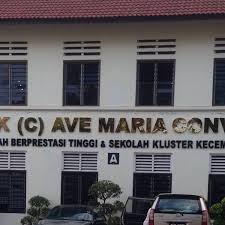 K (C) AVE MARIA CONV
AH BERPRESTASI TINGGI & SEKOLAH KLUSTER KECEM
A